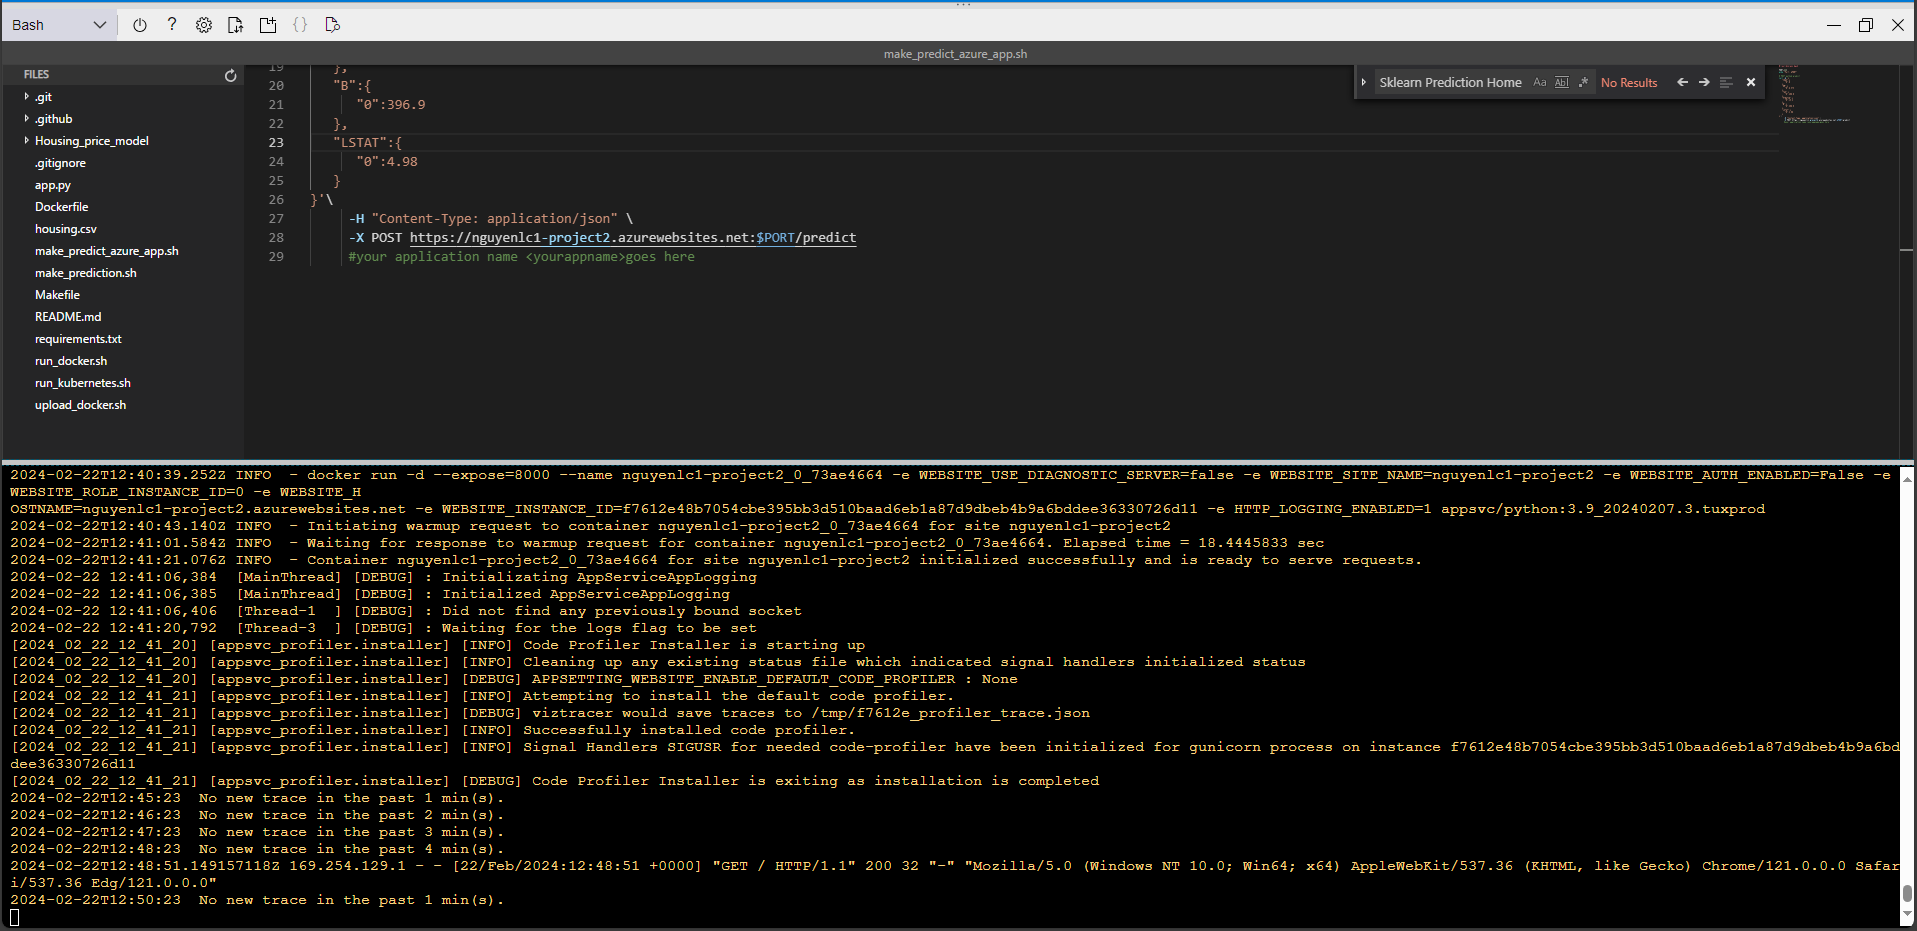 Bash
?
{}
make_predict_azure_app.sh
FILES
.git
.github
Housing_price_model
.gitignore
app.py
Dockerfile
housing.csv
make_predict_azure_app.sh
make_prediction.sh
Makefile
README.md
requirements.txt
run_docker.sh
run_kubernetes.sh
upload_docker.sh
19 },
20 "B":{
21 "0":396.9
22 },
23 "LSTAT":{
24 "0":4.98
25 }
26 }'\
27 -H "Content-Type: application/json" \
28 -X POST https://nguyenlc1-project2.azurewebsites.net:$PORT/predict
29 #your application name <yourappname>goes here
Sklearn Prediction Home Aa Abl .* No Results
2024-02-22T12:40:39.252Z INFO  - docker run -d --expose=8000 --name nguyenlc1-project2_0_73ae4664 -e WEBSITE_USE_DIAGNOSTIC_SERVER=false -e WEBSITE_SITE_NAME=nguyenlc1-project2 -e WEBSITE_AUTH_ENABLED=False -e
WEBSITE_ROLE_INSTANCE_ID=0 -e WEBSITE_H
OSTNAME=nguyenlc1-project2.azurewebsites.net -e WEBSITE_INSTANCE_ID=f7612e48b7054cbe395bb3d510baad6eb1a87d9dbeb4b9a6bddee36330726d11 -e HTTP_LOGGING_ENABLED=1 appsvc/python:3.9_20240207.3.tuxprod
2024-02-22T12:40:43.140Z INFO  - Initiating warmup request to container nguyenlc1-project2_0_73ae4664 for site nguyenlc1-project2
2024-02-22T12:41:01.584Z INFO  - Waiting for response to warmup request for container nguyenlc1-project2_0_73ae4664. Elapsed time = 18.4445833 sec
2024-02-22T12:41:21.076Z INFO  - Container nguyenlc1-project2_0_73ae4664 for site nguyenlc1-project2 initialized successfully and is ready to serve requests.
2024-02-22 12:41:06,384  [MainThread] [DEBUG] : Initializating AppServiceAppLogging
2024-02-22 12:41:06,385  [MainThread] [DEBUG] : Initialized AppServiceAppLogging
2024-02-22 12:41:06,406  [Thread-1  ] [DEBUG] : Did not find any previously bound socket
2024-02-22 12:41:20,792  [Thread-3  ] [DEBUG] : Waiting for the logs flag to be set
[2024_02_22_12_41_20] [appsvc_profiler.installer] [INFO] Code Profiler Installer is starting up
[2024_02_22_12_41_20] [appsvc_profiler.installer] [INFO] Cleaning up any existing status file which indicated signal handlers initialized status
[2024_02_22_12_41_20] [appsvc_profiler.installer] [DEBUG] APPSETTING_WEBSITE_ENABLE_DEFAULT_CODE_PROFILER : None
[2024_02_22_12_41_21] [appsvc_profiler.installer] [INFO] Attempting to install the default code profiler.
[2024_02_22_12_41_21] [appsvc_profiler.installer] [DEBUG] viztracer would save traces to /tmp/f7612e_profiler_trace.json
[2024_02_22_12_41_21] [appsvc_profiler.installer] [INFO] Successfully installed code profiler.
[2024_02_22_12_41_21] [appsvc_profiler.installer] [INFO] Signal Handlers SIGUSR for needed code-profiler have been initialized for gunicorn process on instance f7612e48b7054cbe395bb3d510baad6eb1a87d9dbeb4b9a6bd
dee36330726d11
[2024_02_22_12_41_21] [appsvc_profiler.installer] [DEBUG] Code Profiler Installer is exiting as installation is completed
2024-02-22T12:45:23  No new trace in the past 1 min(s).
2024-02-22T12:46:23  No new trace in the past 2 min(s).
2024-02-22T12:47:23  No new trace in the past 3 min(s).
2024-02-22T12:48:23  No new trace in the past 4 min(s).
2024-02-22T12:48:51.149157118Z 169.254.129.1 - - [22/Feb/2024:12:48:51 +0000] "GET / HTTP/1.1" 200 32 "-" "Mozilla/5.0 (Windows NT 10.0; Win64; x64) AppleWebKit/537.36 (KHTML, like Gecko) Chrome/121.0.0.0 Safar
i/537.36 Edg/121.0.0.0"
2024-02-22T12:50:23  No new trace in the past 1 min(s).